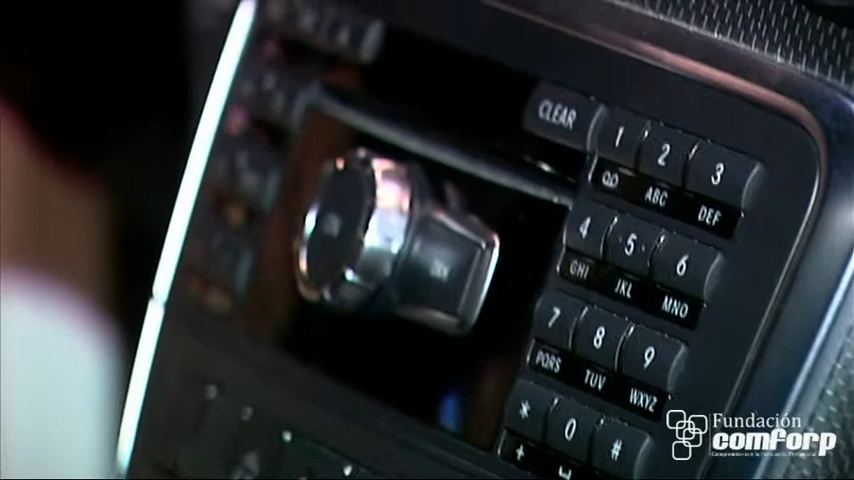 CLEAR
1 2 3
ABC DEF
4 5 6
GHI JKL MNO
7 8 9
PQRS TUV WXYZ
* 0 #
+
Fundación
comforp